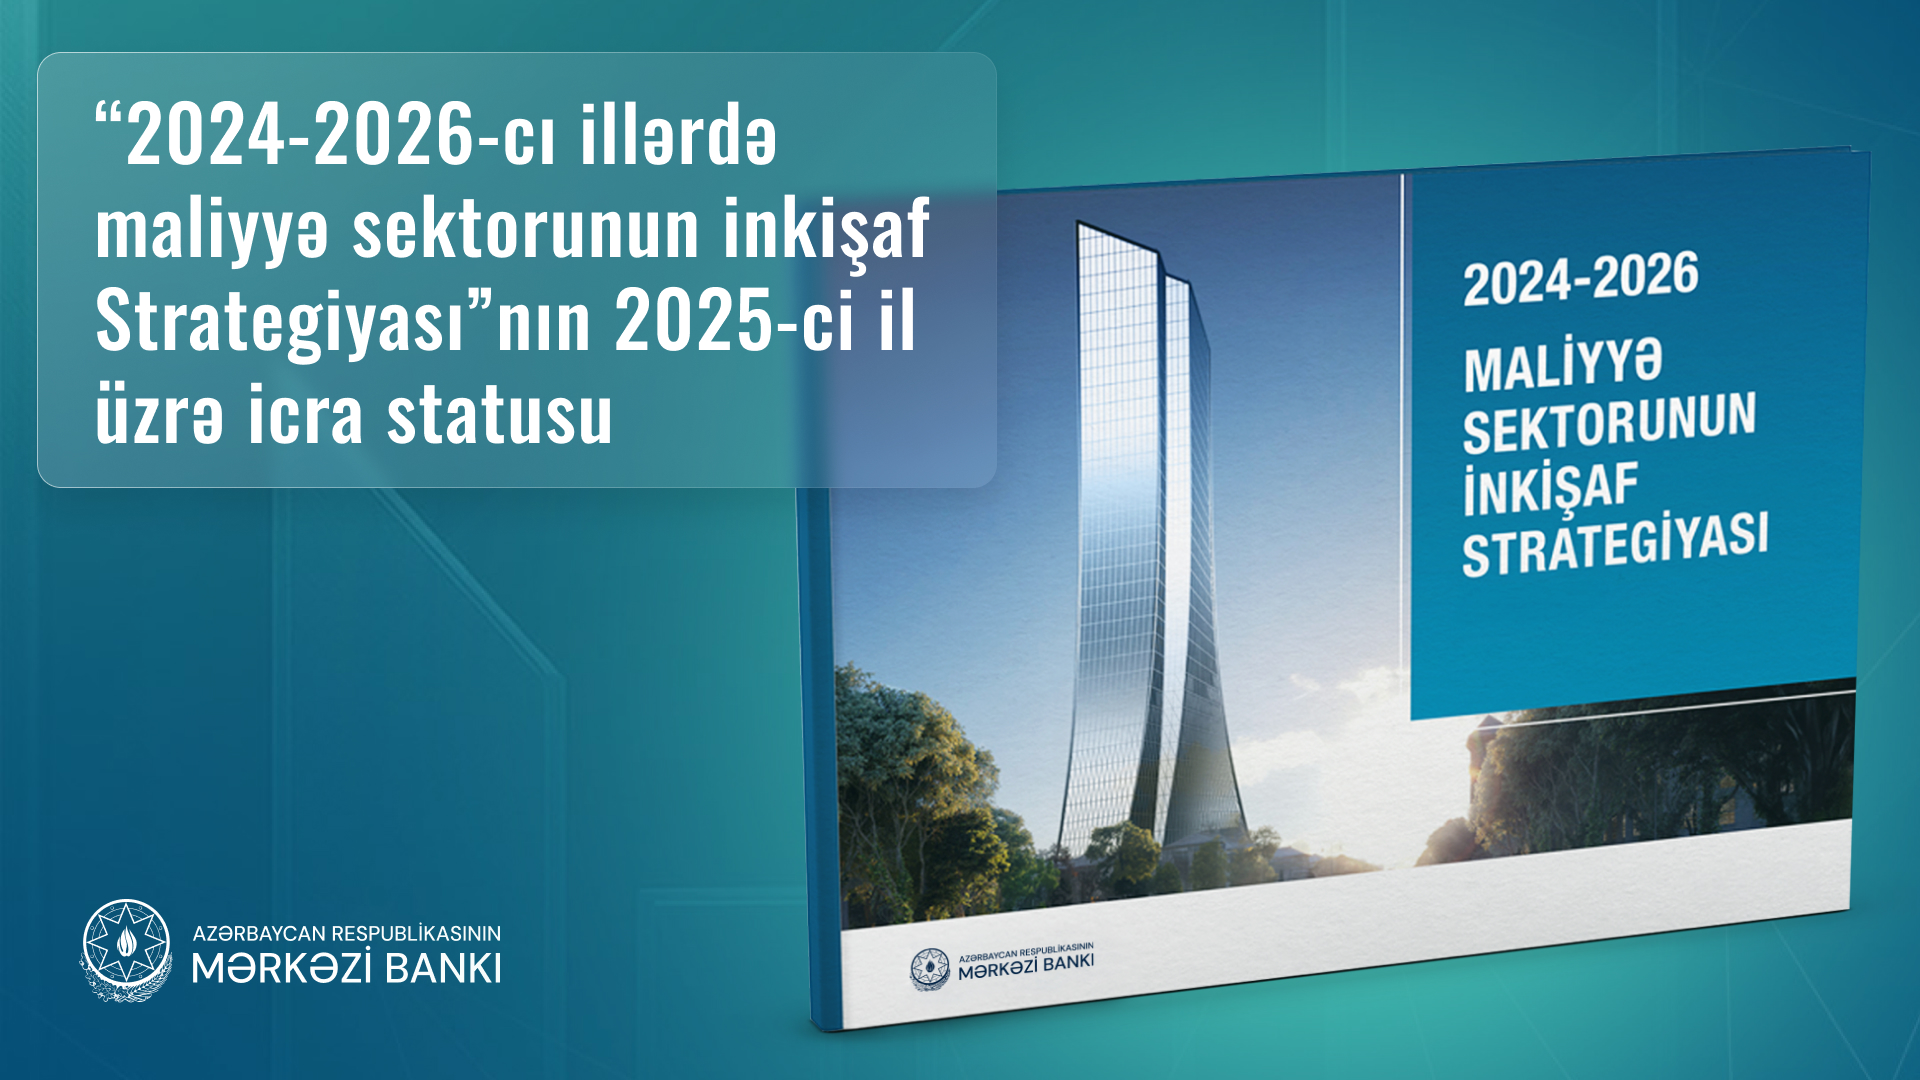 “2024-2026-cı illərdə
maliyyə sektorunun inkişaf
Strategiyası”nın 2025-ci il
üzrə icra statusu
2024-2026
MALİYYƏ
SEKTORUNUN
İNKİŞAF
STRATEGİYASI
AZƏRBAYCAN RESPUBLİKASININ
MƏRKƏZİ BANKI
AZƏRBAYCAN RESPUBLİKASININ
MƏRKƏZİ BANKI